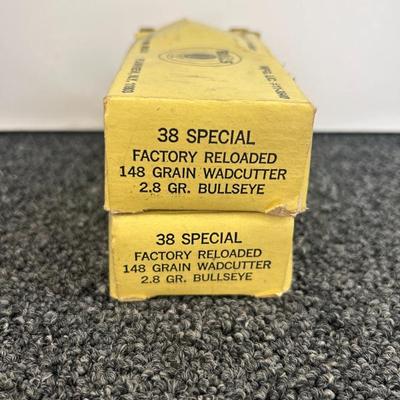 38 SPECIAL
FACTORY RELOADED
148 GRAIN WADCUTTER
2.8 GR. BULLSEYE
38 SPECIAL
FACTORY RELOADED
148 GRAIN WADCUTTER
2.8 GR. BULLSEYE